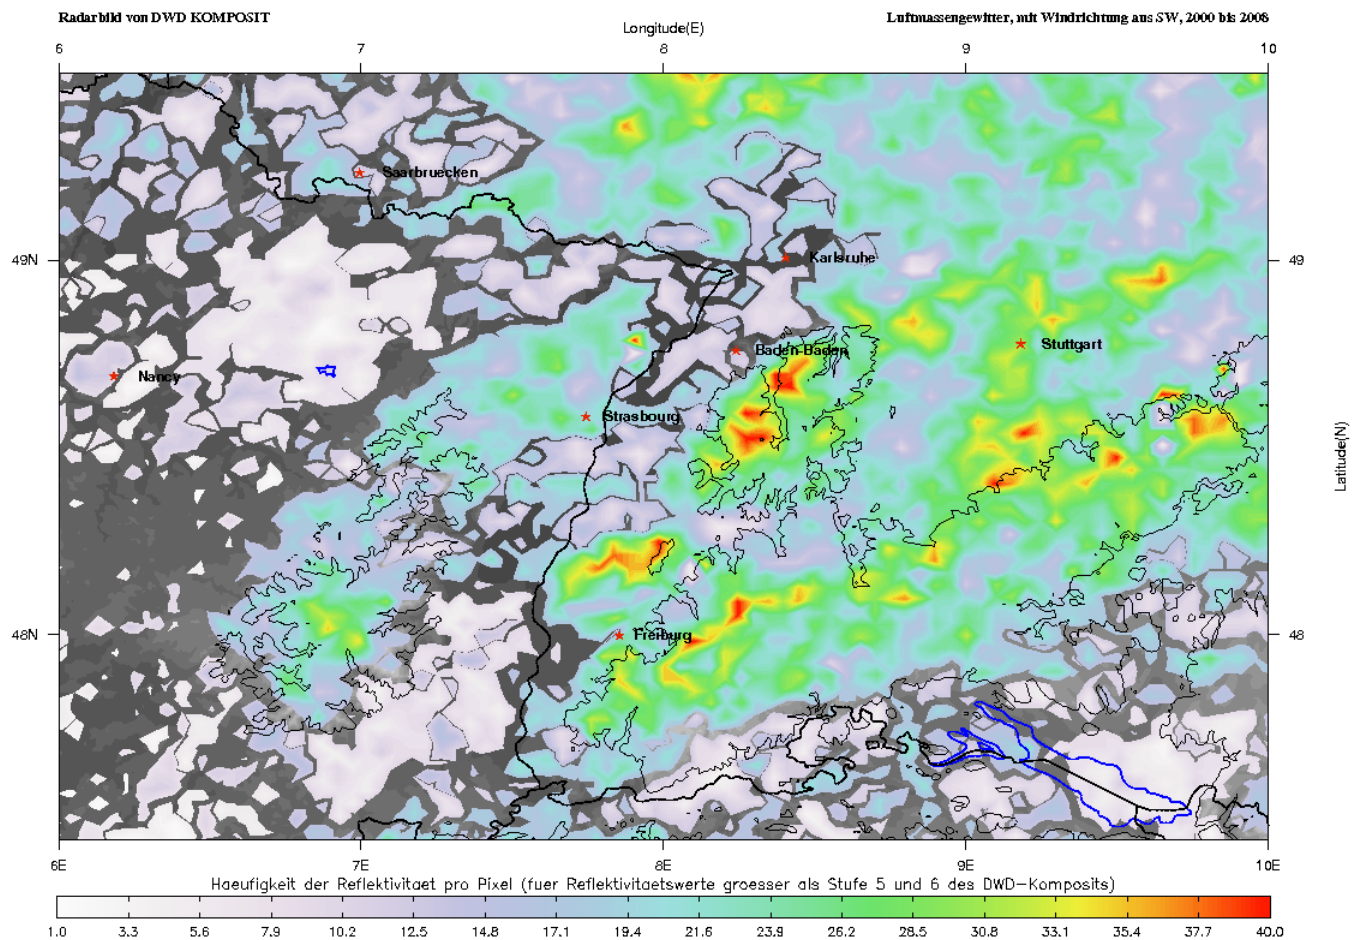 Radarbild von DWD KOMPOSIT
Luftmassengewitter, mit Windrichtung aus SW, 2000 bis 2008
Longitude(E)
6 7 8 9 10
Saarbruecken
49N
Karlsruhe
49
Baden-Baden
Stuttgart
Nancy
Strasbourg
Latitude(N)
48N
Freiburg
48
6E 7E 8E 9E 10E
Haeufigkeit der Reflektivitaet pro Pixel (fuer Reflektivitaetswerte groesser als Stufe 5 und 6 des DWD-Komposits)
1.0 3.3 5.6 7.9 10.2 12.5 14.8 17.1 19.4 21.6 23.9 26.2 28.5 30.8 33.1 35.4 37.7 40.0